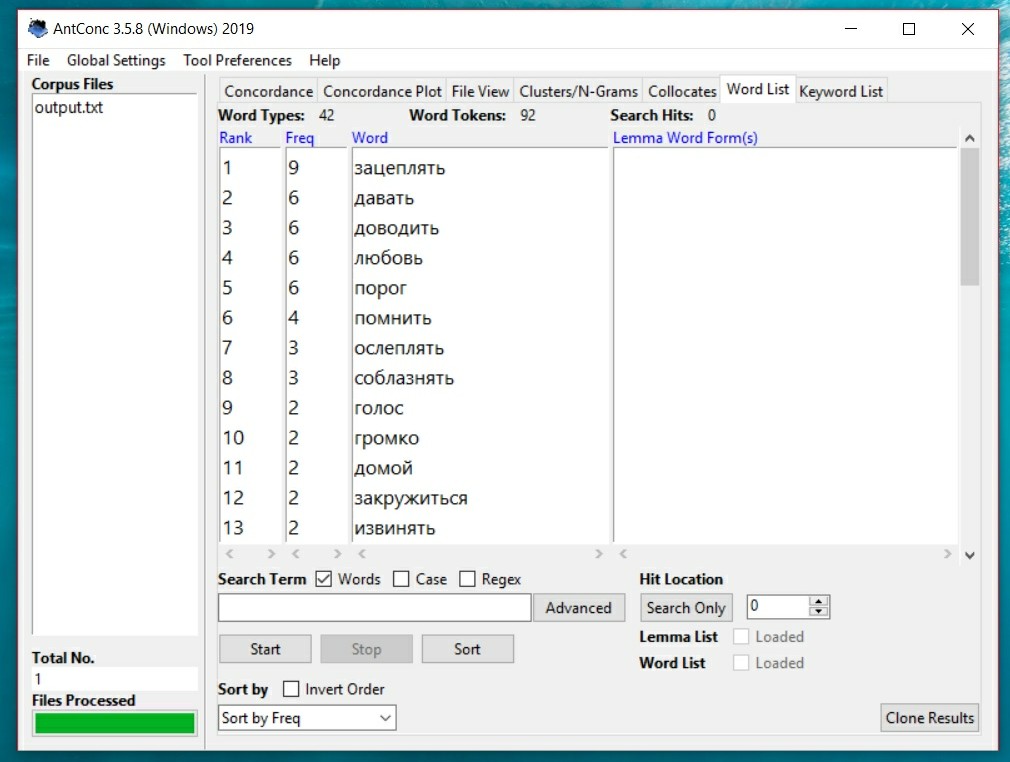 AntConc 3.5.8 (Windows) 2019
File Global Settings Tool Preferences Help
Corpus Files
output.txt
Concordance Concordance Plot File View Clusters/N-Grams Collocates Word List Keyword List
Word Types: 42 Word Tokens: 92 Search Hits: 0
Rank Freq Word Lemma Word Form(s)
1 9 зацеплять
2 6 давать
3 6 доводить
4 6 любовь
5 6 порог
6 4 помнить
7 3 ослеплять
8 3 соблазнять
9 2 голос
10 2 громко
11 2 домой
12 2 закружиться
13 2 извинять
Search Term Words Case Regex Hit Location
Advanced Search Only 0
Start Stop Sort Lemma List Loaded
Word List Loaded
Total No.
1
Files Processed
Sort by Invert Order
Sort by Freq Clone Results